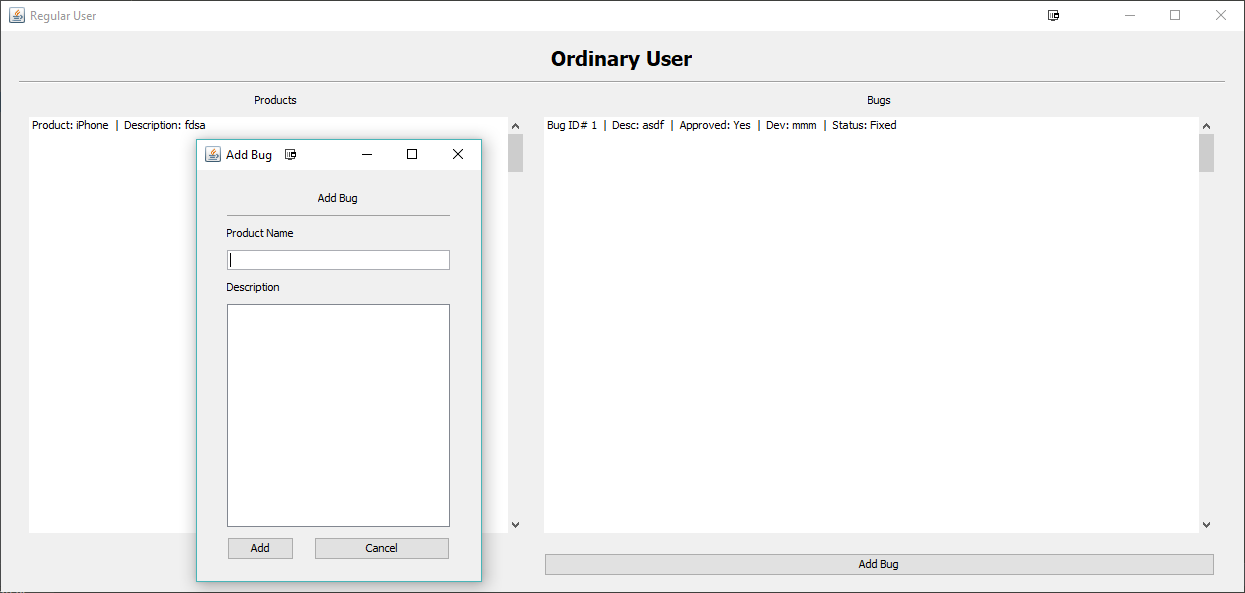 Regular User
Ordinary User
Products
Bugs
Product: iPhone | Description: fdsa
Bug ID# 1 | Desc: asdf | Approved: Yes | Dev: mmm | Status: Fixed
Add Bug
Add Bug
Product Name
Description
Add
Cancel
Add Bug